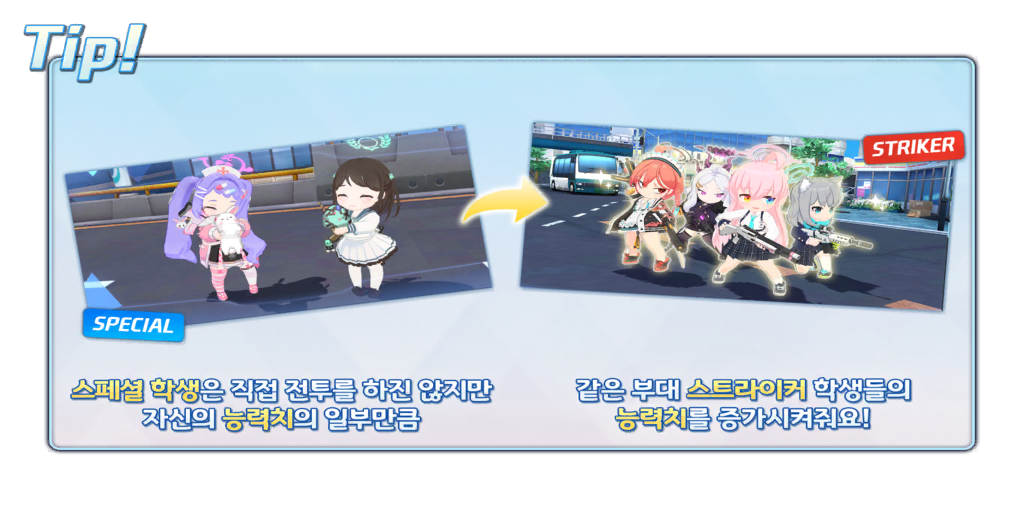 Tip!
STRIKER
SPECIAL
스페셜 학생은 직접 전투를 하진 않지만
자신의 능력치의 일부만큼
같은 부대 스트라이커 학생들의
능력치를 증가시켜줘요!